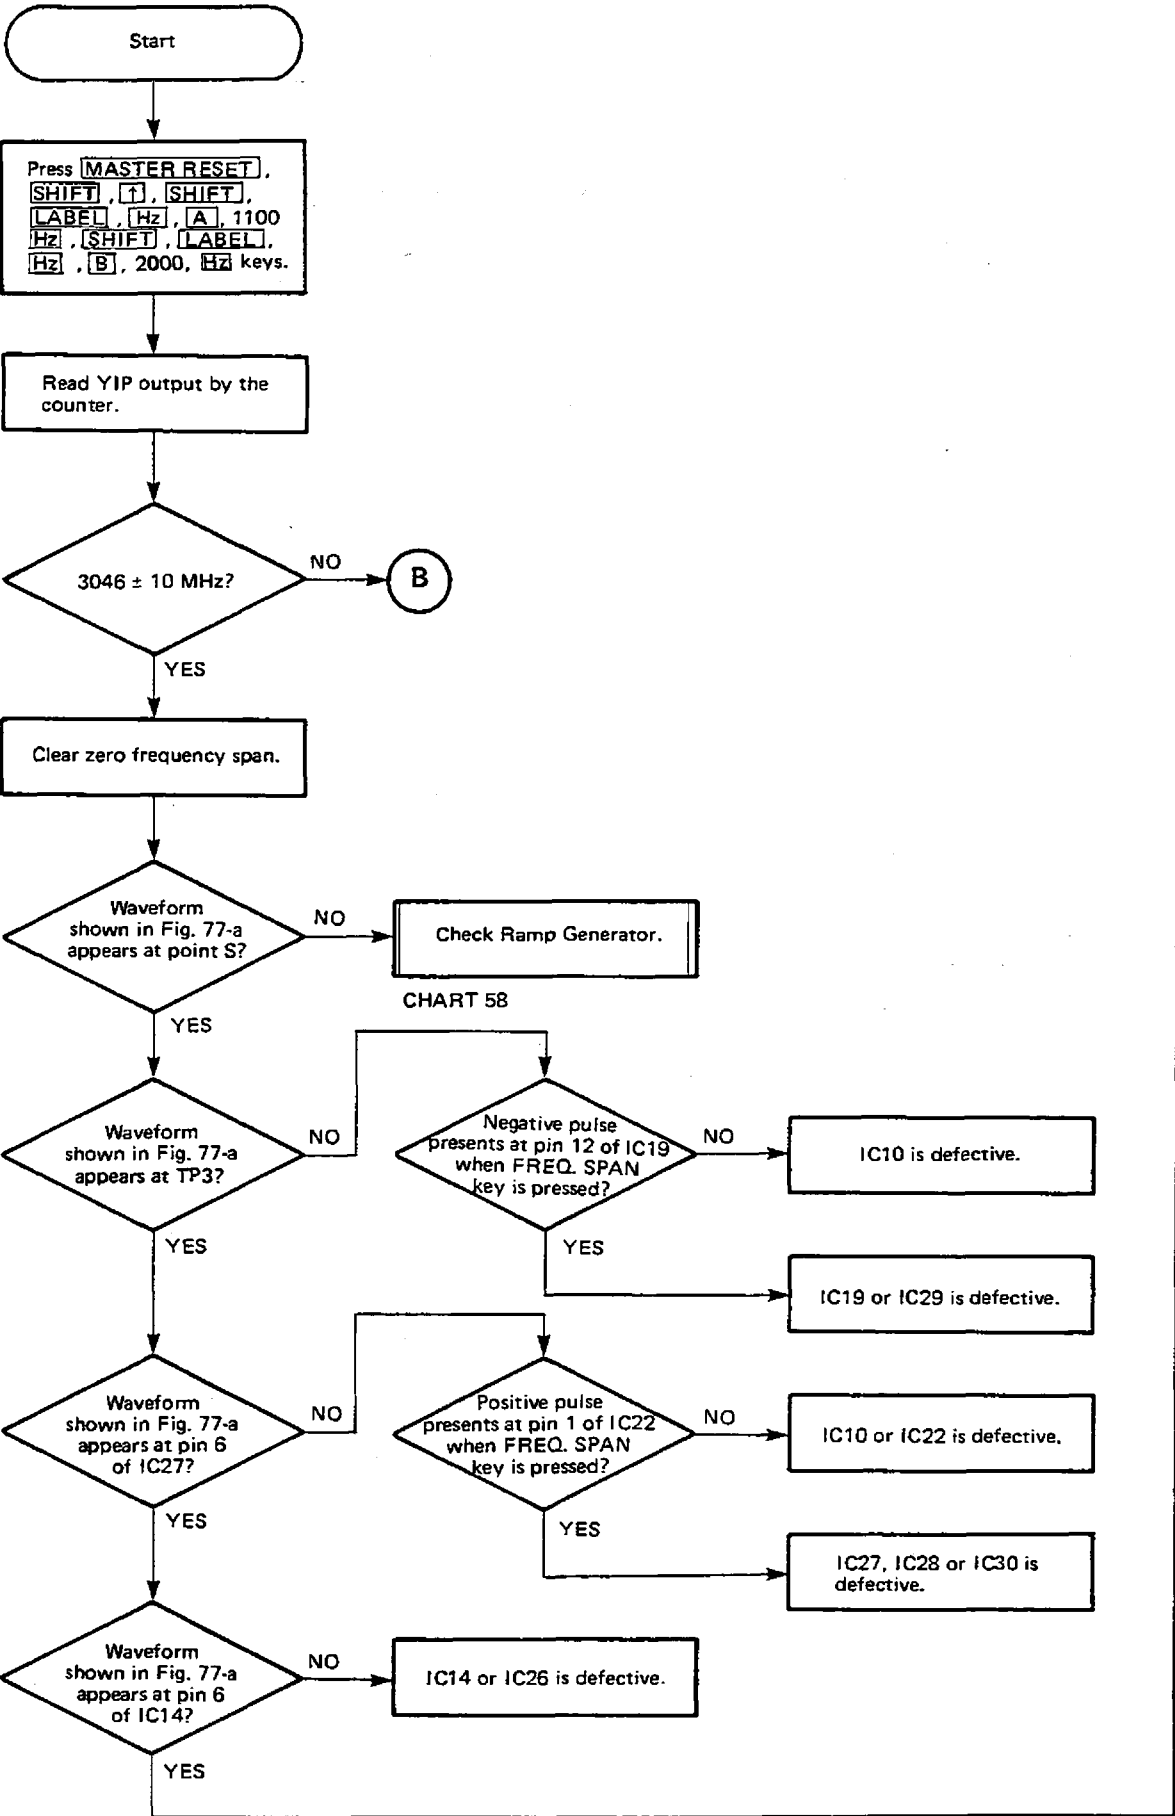 Start
Press MASTER RESET,
SHIFT, ↑, SHIFT,
LABEL, Hz, A, 1100
Hz, SHIFT, LABEL,
Hz, B, 2000, Hz keys.
Read YIP output by the
counter.
3046 ± 10 MHz?
NO
B
YES
Clear zero frequency span.
Waveform
shown in Fig. 77-a
appears at point S?
NO
Check Ramp Generator.
CHART 58
YES
Waveform
shown in Fig. 77-a
appears at TP3?
NO
Negative pulse
presents at pin 12 of IC19
when FREQ. SPAN
key is pressed?
NO
IC10 is defective.
YES
YES
IC19 or IC29 is defective.
Waveform
shown in Fig. 77-a
appears at pin 6
of IC27?
NO
Positive pulse
presents at pin 1 of IC22
when FREQ. SPAN
key is pressed?
NO
IC10 or IC22 is defective.
YES
YES
IC27, IC28 or IC30 is
defective.
Waveform
shown in Fig. 77-a
appears at pin 6
of IC14?
NO
IC14 or IC26 is defective.
YES